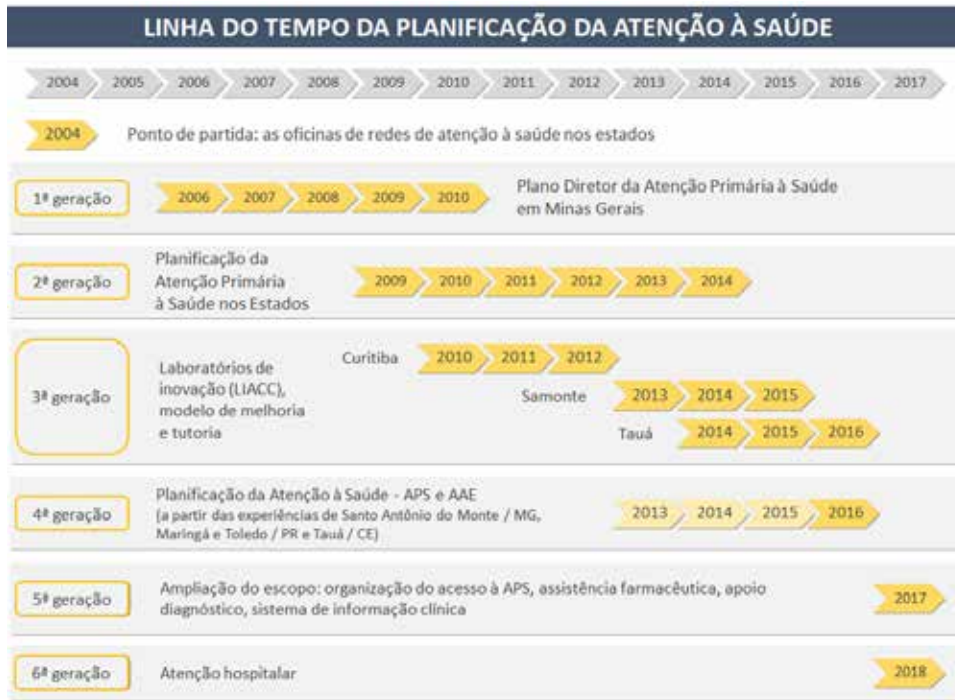 LINHA DO TEMPO DA PLANIFICAÇÃO DA ATENÇÃO À SAÚDE
2004 2005 2006 2007 2008 2009 2010 2011 2012 2013 2014 2015 2016 2017
2004 Ponto de partida: as oficinas de redes de atenção à saúde nos estados
1ª geração
2006 2007 2008 2009 2010
Plano Diretor da Atenção Primária à Saúde
em Minas Gerais
2ª geração
Planificação da
Atenção Primária
à Saúde nos Estados
2009 2010 2011 2012 2013 2014
3ª geração
Laboratórios de
inovação (LIACC),
modelo de melhoria
e tutoria
Curitiba 2010 2011 2012
Samonte 2013 2014 2015
Tauá 2014 2015 2016
4ª geração
Planificação da Atenção à Saúde - APS e AAE
(a partir das experiências de Santo Antônio do Monte / MG,
Maringá e Toledo / PR e Tauá / CE)
2013 2014 2015 2016
5ª geração
Ampliação do escopo: organização do acesso à APS, assistência farmacêutica, apoio
diagnóstico, sistema de informação clínica
2017
6ª geração
Atenção hospitalar
2018